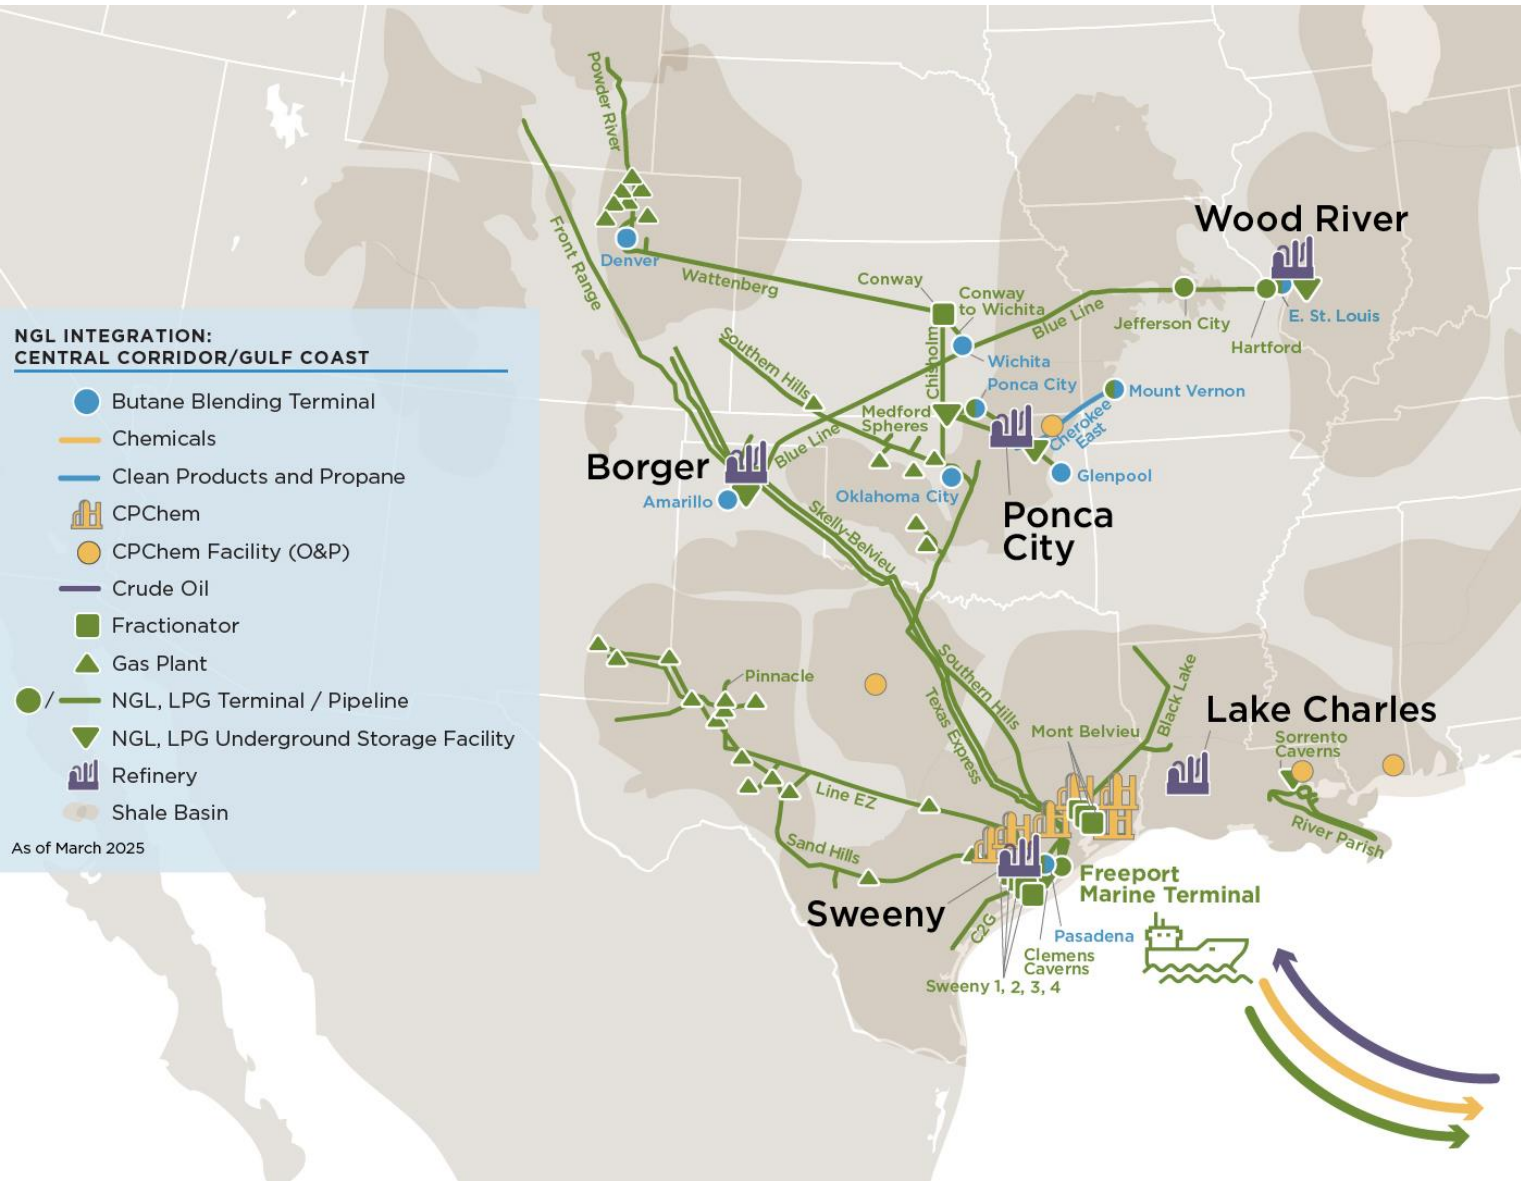 Powder River
Front Range
Denver
Wattenberg
Conway
Conway
to Wichita
Chisholm
Blue Line
Wood River
Jefferson City
Hartford
E. St. Louis
Wichita
Ponca City
Mount Vernon
Cherokee
East
Southern Hills
Medford
Spheres
Blue Line
Borger
Amarillo
Oklahoma City
Glenpool
Ponca
City
Skelly-Belvieu
NGL INTEGRATION:
CENTRAL CORRIDOR/GULF COAST
Butane Blending Terminal
Chemicals
Clean Products and Propane
CPChem
CPChem Facility (O&P)
Crude Oil
Fractionator
Gas Plant
/ NGL, LPG Terminal / Pipeline
NGL, LPG Underground Storage Facility
Refinery
Shale Basin
As of March 2025
Pinnacle
Southern Hills
Texas Express
Mont Belvieu
Black Lake
Lake Charles
Sorrento
Caverns
River Parish
Line EZ
Sand Hills
Sweeny
Freeport
Marine Terminal
C2G
Pasadena
Clemens
Caverns
Sweeny 1, 2, 3, 4